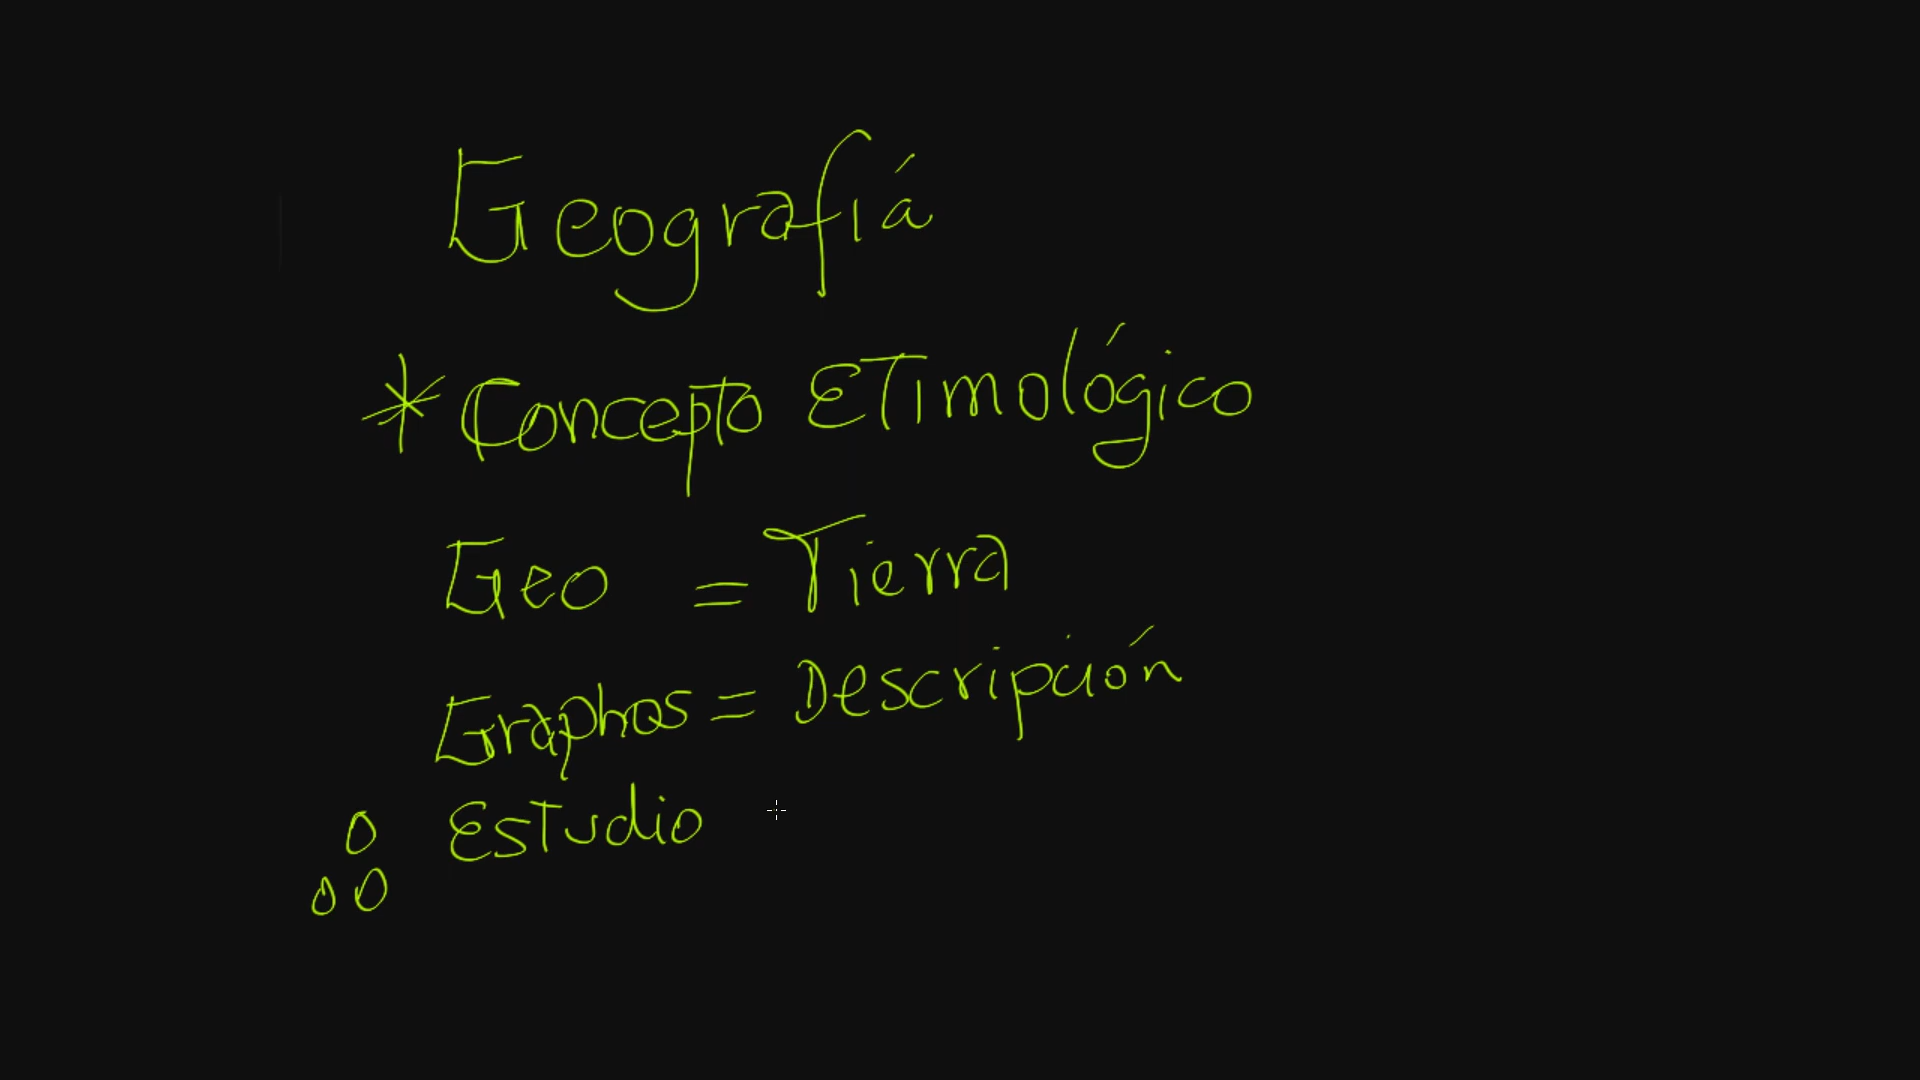 Geografiá
* Concepto ETimológico
Geo = Tierra
Graphos = Descripción
Estudio